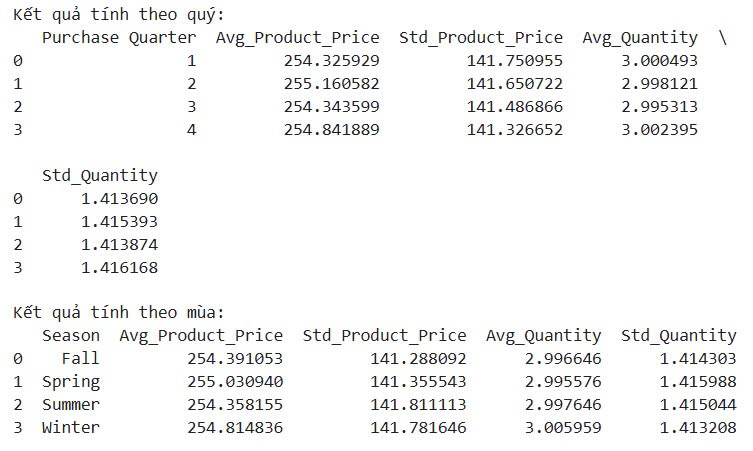 Kết quả tính theo quý:
   Purchase Quarter  Avg_Product_Price  Std_Product_Price  Avg_Quantity  \
0                 1         254.325929         141.750955      3.000493
1                 2         255.160582         141.650722      2.998121
2                 3         254.343599         141.486866      2.995313
3                 4         254.841889         141.326652      3.002395
   Std_Quantity
0      1.413690
1      1.415393
2      1.413874
3      1.416168
Kết quả tính theo mùa:
   Season  Avg_Product_Price  Std_Product_Price  Avg_Quantity  Std_Quantity
0    Fall         254.391053         141.288092      2.996646      1.414303
1  Spring         255.030940         141.355543      2.995576      1.415988
2  Summer         254.358155         141.811113      2.997646      1.415044
3  Winter         254.814836         141.781646      3.005959      1.413208